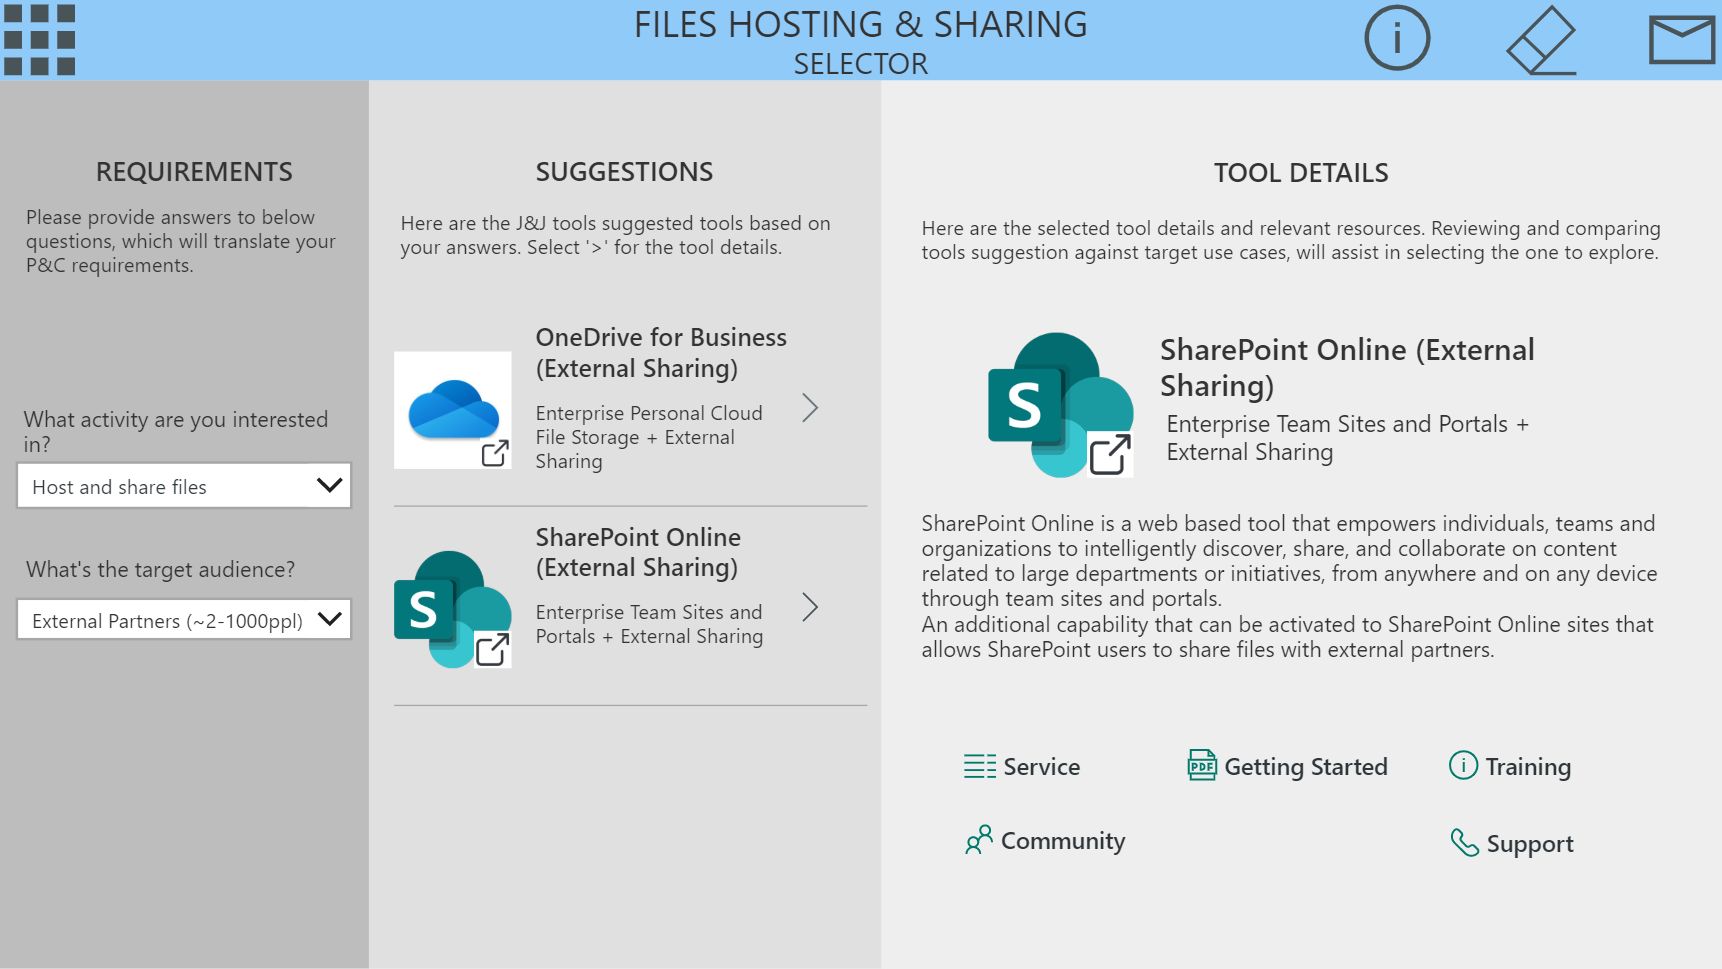 FILES HOSTING & SHARING
SELECTOR
i
REQUIREMENTS
Please provide answers to below
questions, which will translate your
P&C requirements.
What activity are you interested
in?
Host and share files
What's the target audience?
External Partners (~2-1000ppl)
SUGGESTIONS
Here are the J&J tools suggested tools based on
your answers. Select '>' for the tool details.
OneDrive for Business
(External Sharing)
Enterprise Personal Cloud
File Storage + External
Sharing
S
SharePoint Online
(External Sharing)
Enterprise Team Sites and
Portals + External Sharing
TOOL DETAILS
Here are the selected tool details and relevant resources. Reviewing and comparing
tools suggestion against target use cases, will assist in selecting the one to explore.
S
SharePoint Online (External
Sharing)
Enterprise Team Sites and Portals +
External Sharing
SharePoint Online is a web based tool that empowers individuals, teams and
organizations to intelligently discover, share, and collaborate on content
related to large departments or initiatives, from anywhere and on any device
through team sites and portals.
An additional capability that can be activated to SharePoint Online sites that
allows SharePoint users to share files with external partners.
Service
PDF Getting Started
i Training
Community
Support